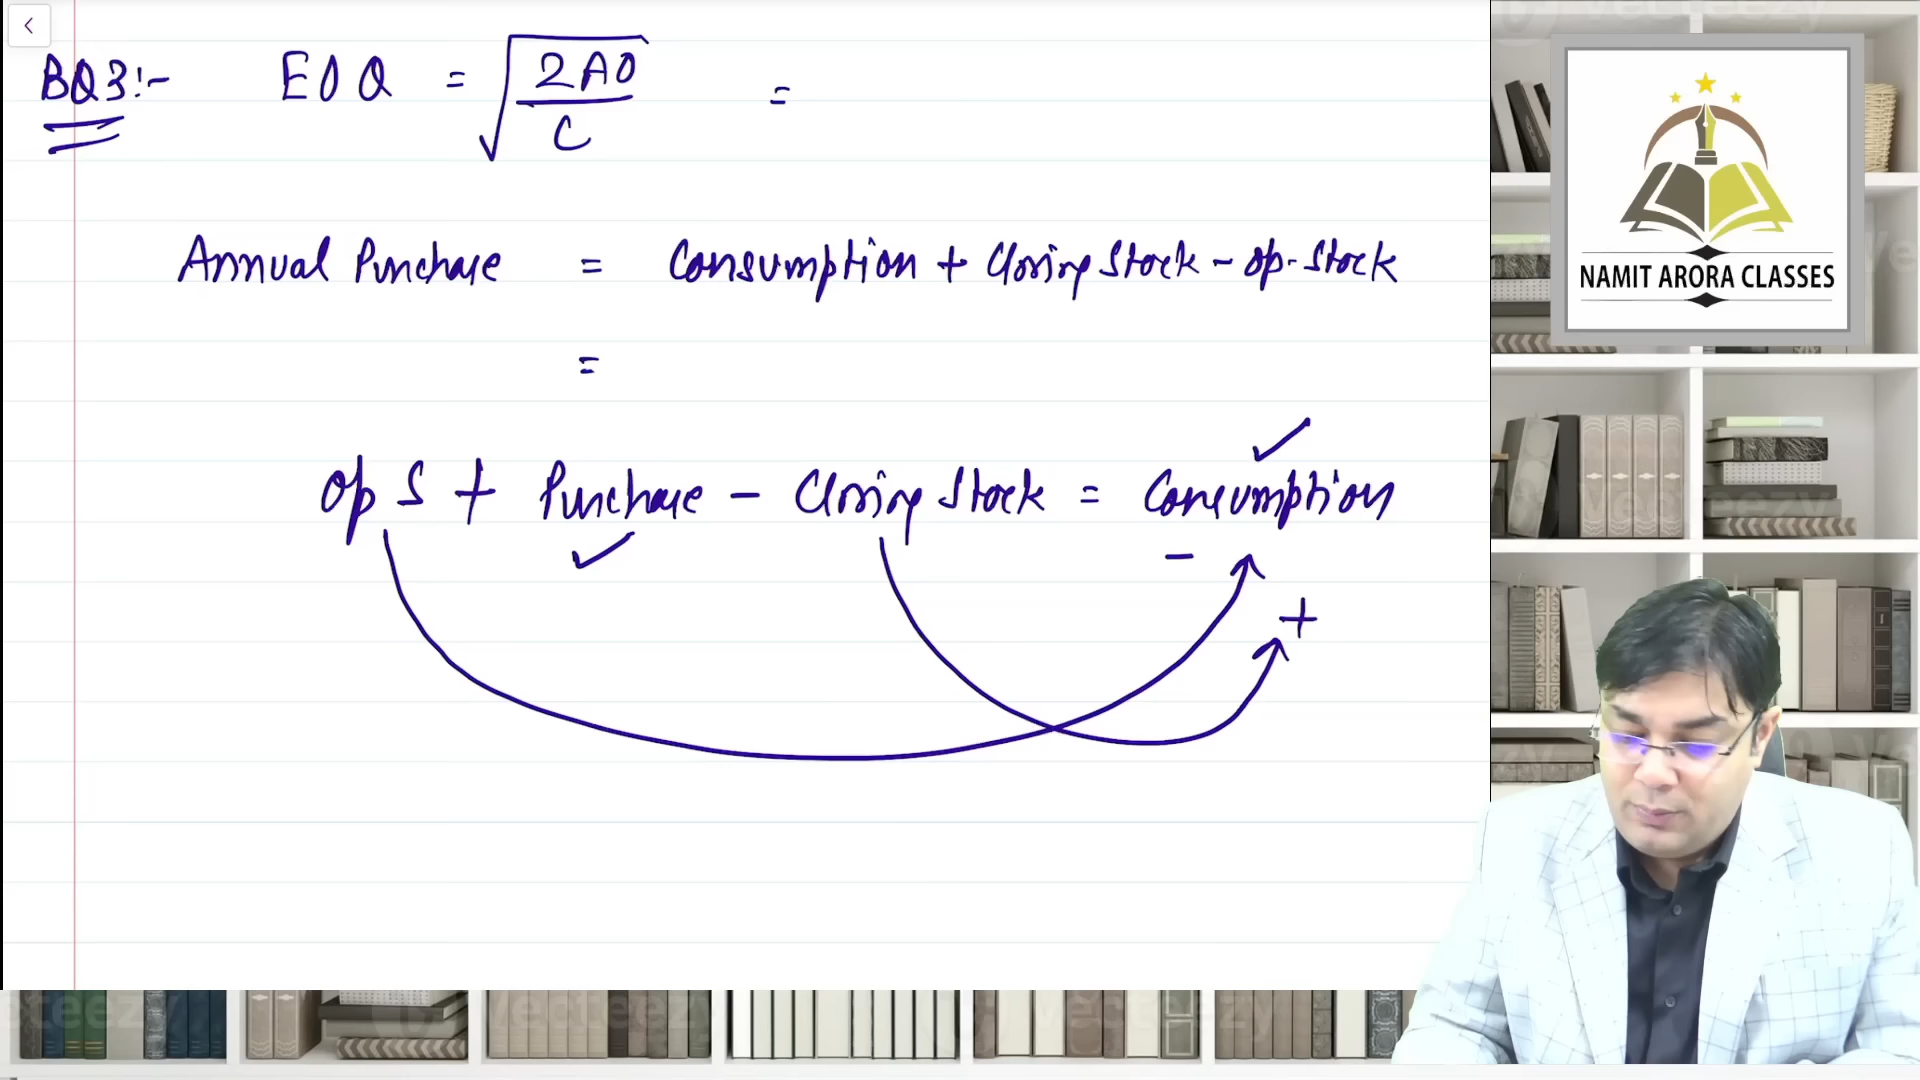 BQ3:- EOQ = √2AO/C =
Annual Purchase = Consumption + Closing Stock - Op. Stock
=
Op S + Purchase - Closing Stock = Consumption
-
+
NAMIT ARORA CLASSES